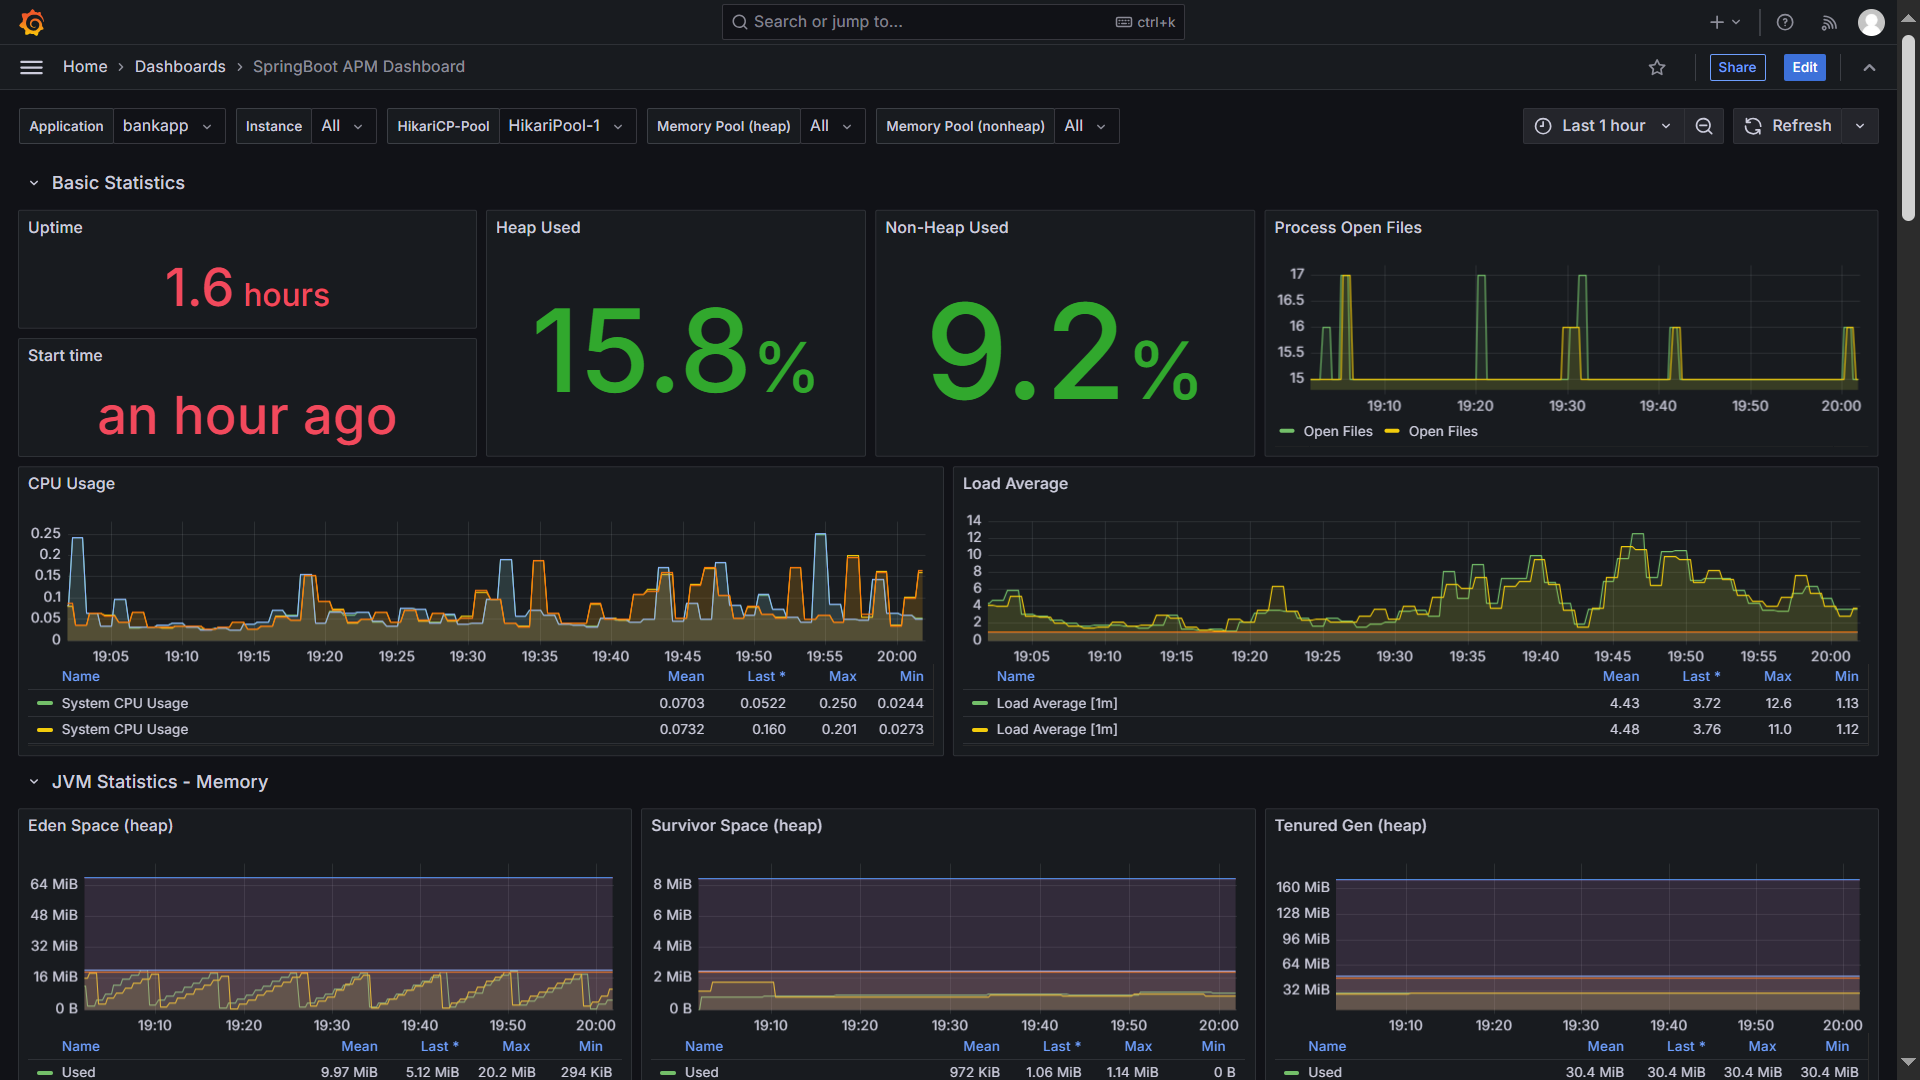 Search or jump to... ctrl+k
Home › Dashboards › SpringBoot APM Dashboard
Share Edit
Application bankapp Instance All HikariCP-Pool HikariPool-1 Memory Pool (heap) All Memory Pool (nonheap) All Last 1 hour Refresh
Basic Statistics
Uptime
1.6 hours
Start time
an hour ago
Heap Used
15.8%
Non-Heap Used
9.2%
Process Open Files
17
16.5
16
15.5
15
19:10 19:20 19:30 19:40 19:50 20:00
Open Files Open Files
CPU Usage
0.25
0.2
0.15
0.1
0.05
0
19:05 19:10 19:15 19:20 19:25 19:30 19:35 19:40 19:45 19:50 19:55 20:00
Name Mean Last * Max Min
System CPU Usage 0.0703 0.0522 0.250 0.0244
System CPU Usage 0.0732 0.160 0.201 0.0273
Load Average
14
12
10
8
6
4
2
0
19:05 19:10 19:15 19:20 19:25 19:30 19:35 19:40 19:45 19:50 19:55 20:00
Name Mean Last * Max Min
Load Average [1m] 4.43 3.72 12.6 1.13
Load Average [1m] 4.48 3.76 11.0 1.12
JVM Statistics - Memory
Eden Space (heap)
64 MiB
48 MiB
32 MiB
16 MiB
0 B
19:10 19:20 19:30 19:40 19:50 20:00
Name Mean Last * Max Min
Used 9.97 MiB 5.12 MiB 20.2 MiB 294 KiB
Survivor Space (heap)
8 MiB
6 MiB
4 MiB
2 MiB
0 B
19:10 19:20 19:30 19:40 19:50 20:00
Name Mean Last * Max Min
Used 972 KiB 1.06 MiB 1.14 MiB 0 B
Tenured Gen (heap)
160 MiB
128 MiB
96 MiB
64 MiB
32 MiB
19:10 19:20 19:30 19:40 19:50 20:00
Name Mean Last * Max Min
Used 30.4 MiB 30.4 MiB 30.4 MiB 30.4 MiB